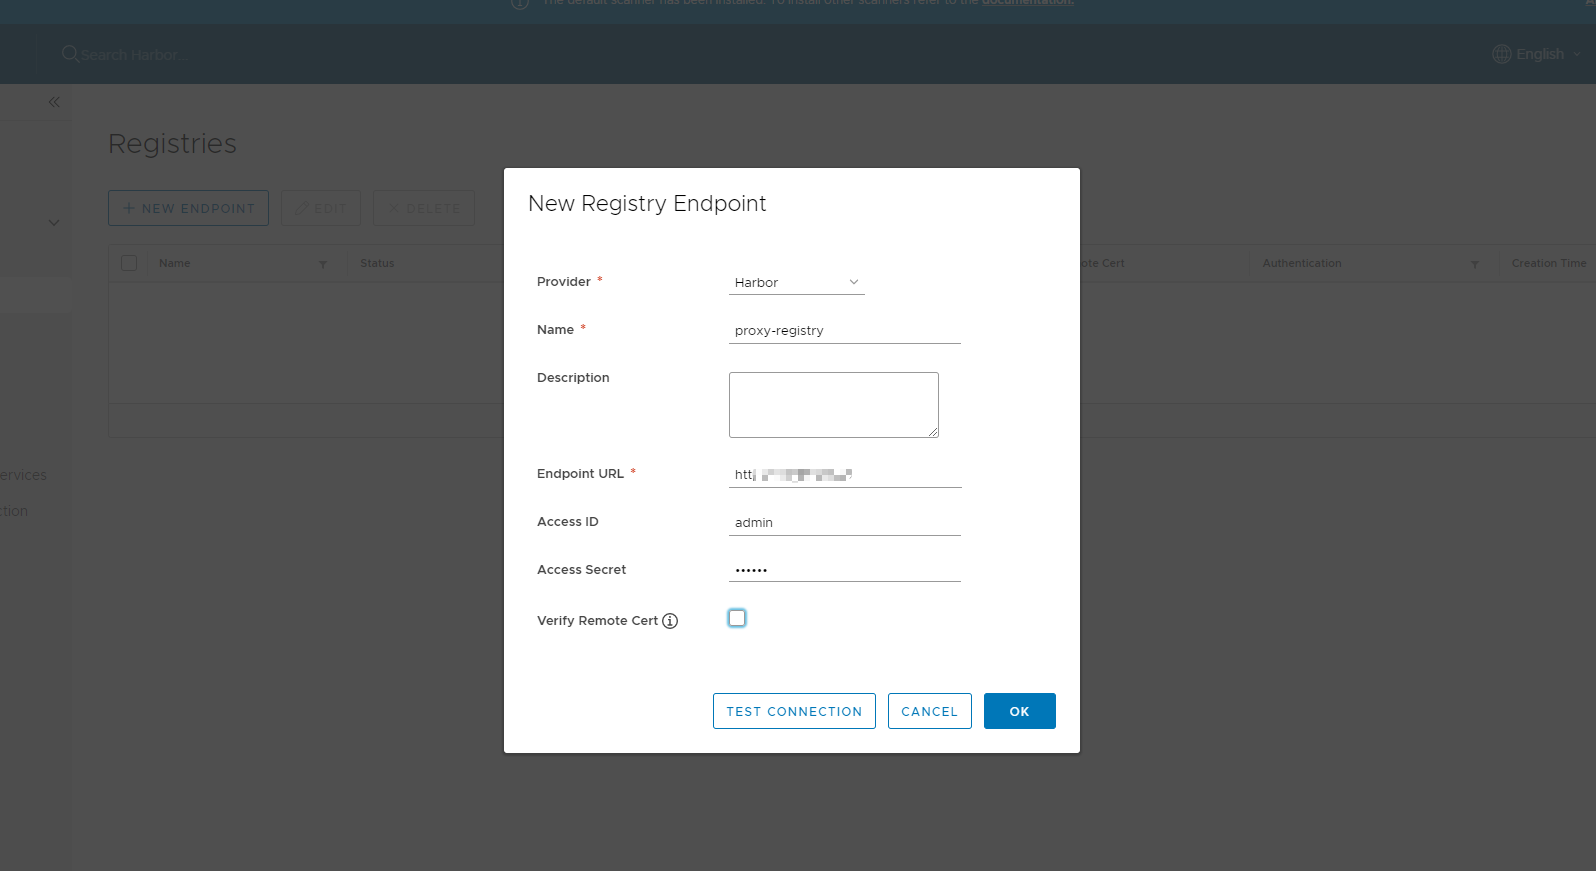 The default scanner has been installed. To install other scanners refer to the documentation.
Search Harbor...
English
Registries
NEW ENDPOINT
EDIT
DELETE
Name
Status
ote Cert
Authentication
Creation Time
ervices
tion
New Registry Endpoint
Provider *
Harbor
Name *
proxy-registry
Description
Endpoint URL *
htt
Access ID
admin
Access Secret
••••••
Verify Remote Cert
TEST CONNECTION
CANCEL
OK